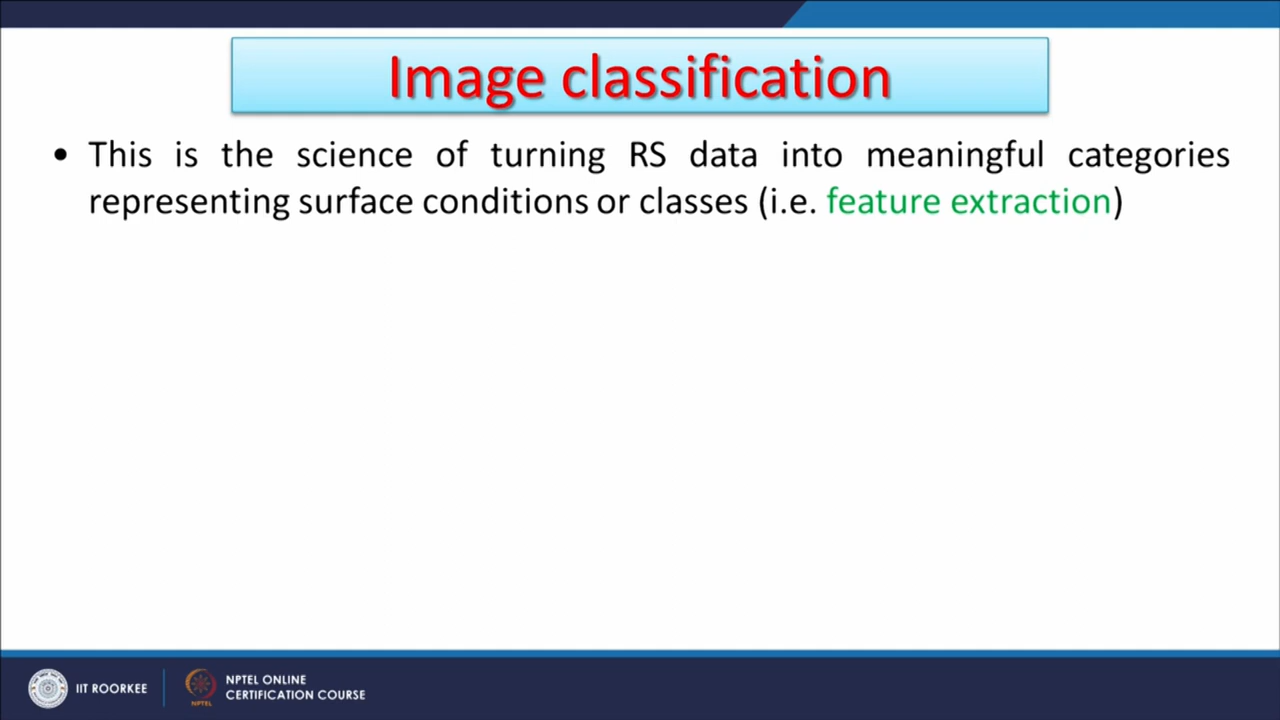 Image classification
• This is the science of turning RS data into meaningful categories
representing surface conditions or classes (i.e. feature extraction)
IIT ROORKEE
NPTEL
NPTEL ONLINE
CERTIFICATION COURSE